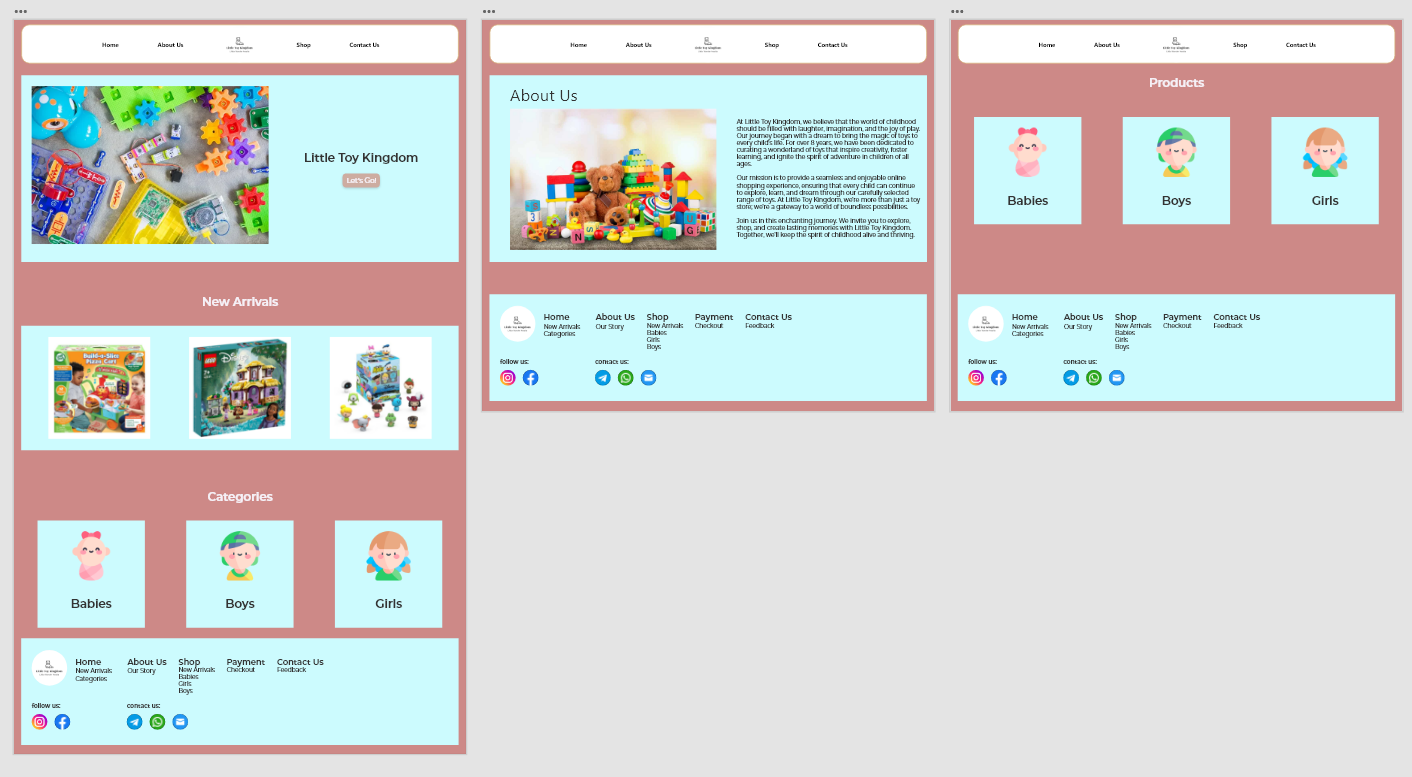 Home
About Us
Little Toy Kingdom
Shop
Contact Us
Little Toy Kingdom
Let's Go!
New Arrivals
Build-a-Slice
Pizza Cart
LEGO
Disney
Categories
Babies
Boys
Girls
Little Toy Kingdom
Home
New Arrivals
Categories
About Us
Our Story
Shop
New Arrivals
Babies
Girls
Boys
Payment
Checkout
Contact Us
Feedback
follow us:
contact us:
Home
About Us
Little Toy Kingdom
Shop
Contact Us
About Us
At Little Toy Kingdom, we believe that the world of childhood
should be filled with laughter, imagination, and the joy of play.
Our journey began with a dream to bring the magic of toys to
every child's life. For over 8 years, we have been dedicated to
curating a wonderland of toys that inspire creativity, foster
learning, and ignite the spirit of adventure in children of all
ages.
Our mission is to provide a seamless and enjoyable online
shopping experience, ensuring that every child can continue
to explore, learn, and dream through our carefully selected
range of toys. At Little Toy Kingdom, we're more than just a toy
store; we're a gateway to a world of boundless possibilities.
Join us in this enchanting journey. We invite you to explore,
shop, and create lasting memories with Little Toy Kingdom.
Together, we'll keep the spirit of childhood alive and thriving.
Little Toy Kingdom
Home
New Arrivals
Categories
About Us
Our Story
Shop
New Arrivals
Babies
Girls
Boys
Payment
Checkout
Contact Us
Feedback
follow us:
contact us:
Home
About Us
Little Toy Kingdom
Shop
Contact Us
Products
Babies
Boys
Girls
Little Toy Kingdom
Home
New Arrivals
Categories
About Us
Our Story
Shop
New Arrivals
Babies
Girls
Boys
Payment
Checkout
Contact Us
Feedback
follow us:
contact us: